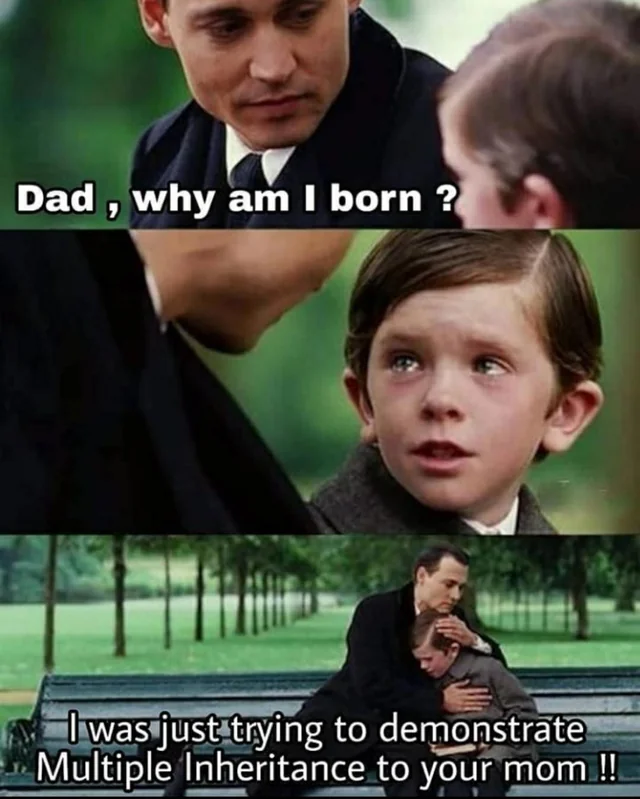 Dad , why am I born ?
I was just trying to demonstrate
Multiple Inheritance to your mom !!